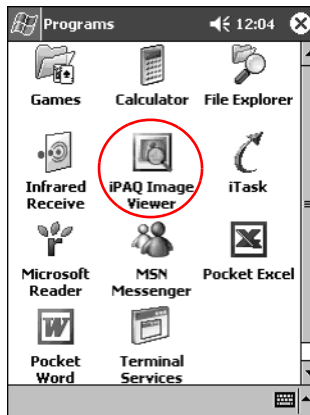 Programs 12:04
Games Calculator File Explorer
Infrared iPAQ Image iTask
Receive Viewer
Microsoft MSN Pocket Excel
Reader Messenger
Pocket Terminal
Word Services